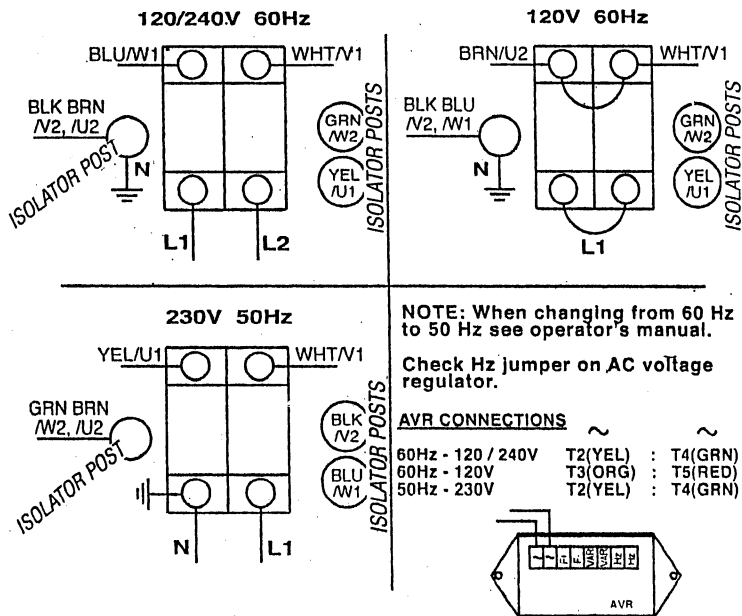 120/240V 60Hz
BLU/W1
WHT/V1
BLK BRN
/V2, /U2
N
ISOLATOR POST
GRN
/W2
YEL
/U1
ISOLATOR POSTS
L1
L2
120V 60Hz
BRN/U2
WHT/V1
BLK BLU
/V2, /W1
N
GRN
/W2
YEL
/U1
ISOLATOR POSTS
L1
230V 50Hz
YEL/U1
WHT/V1
GRN BRN
/W2, /U2
ISOLATOR POST
BLK
/V2
BLU
/W1
ISOLATOR POSTS
N
L1
NOTE: When changing from 60 Hz
to 50 Hz see operator's manual.
Check Hz jumper on AC voltage
regulator.
AVR CONNECTIONS ~ ~
60Hz - 120 / 240V T2(YEL) : T4(GRN)
60Hz - 120V T3(ORG) : T5(RED)
50Hz - 230V T2(YEL) : T4(GRN)
VAR
VAR
HZ
HZ
AVR